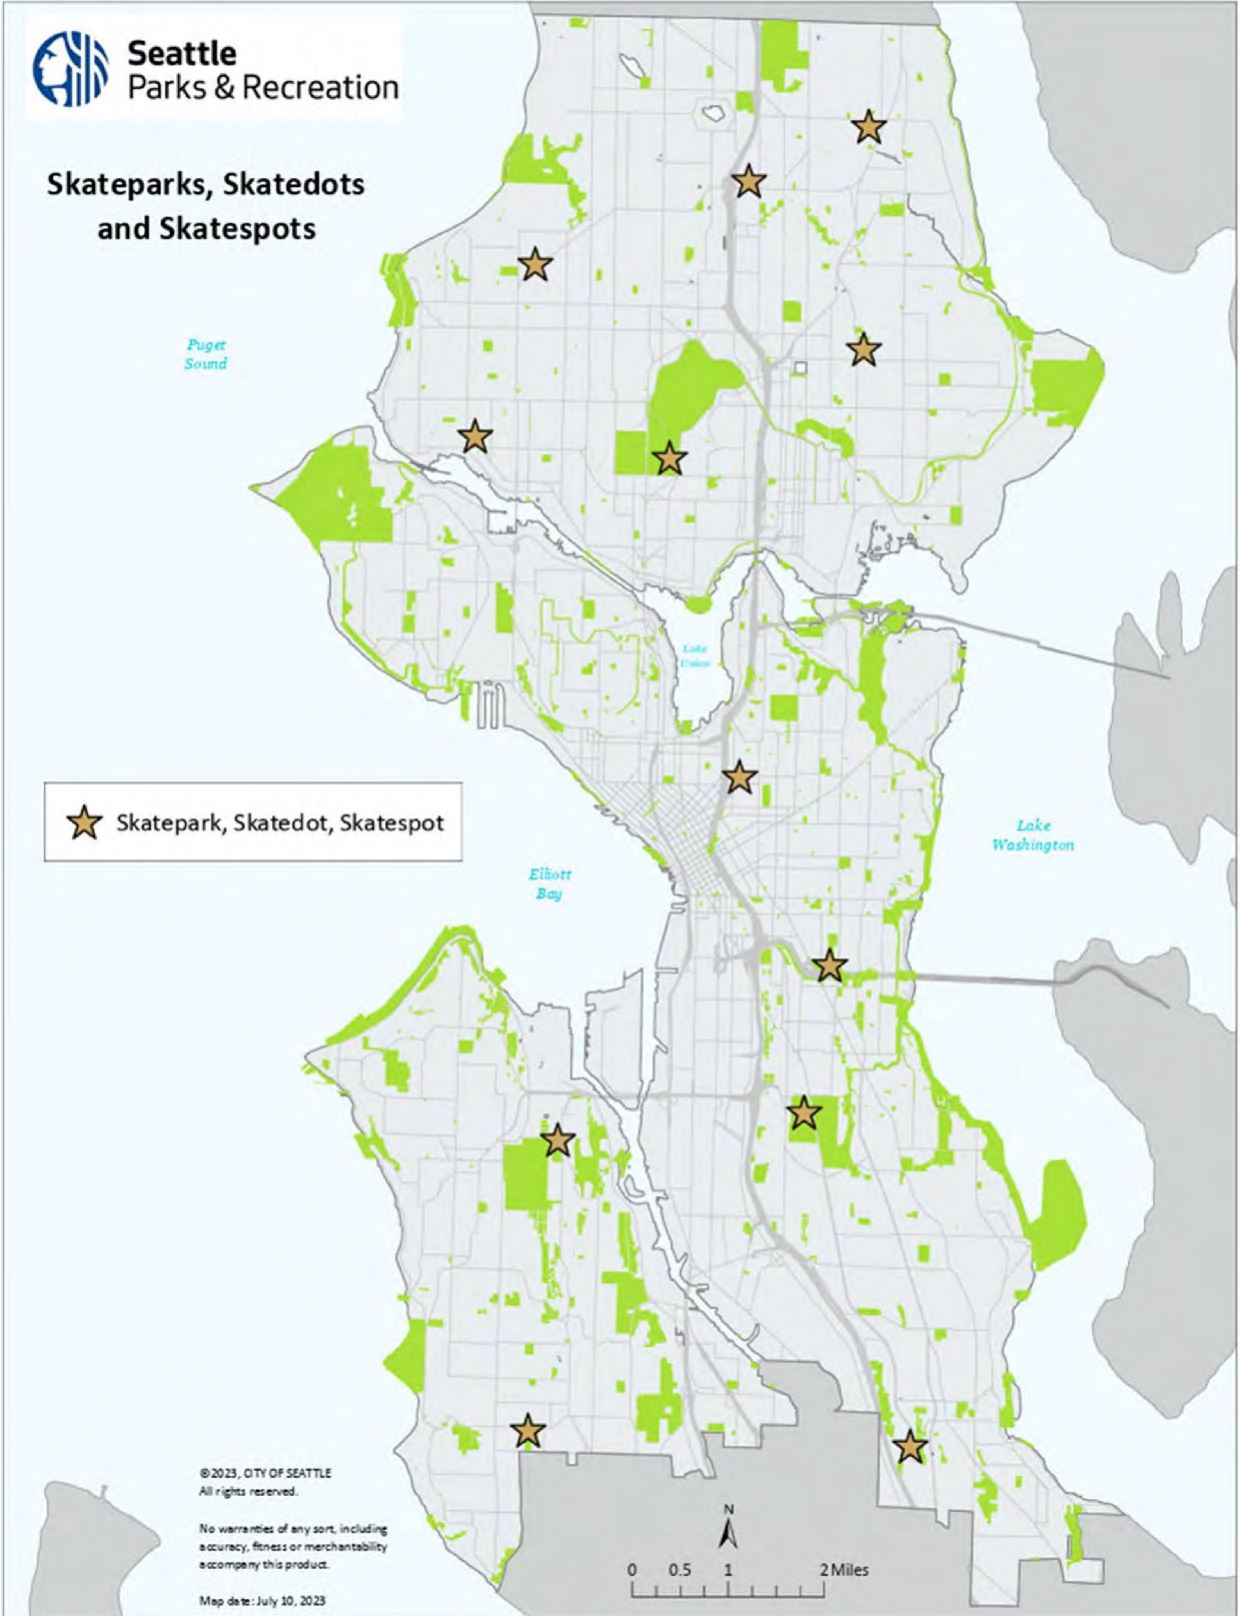 Seattle
Parks & Recreation
Skateparks, Skatedots
and Skatespots
Puget
Sound
Lake
Union
Skatepark, Skatedot, Skatespot
Lake
Washington
Elliott
Bay
©2023, CITY OF SEATTLE
All rights reserved.
No warranties of any sort, including
accuracy, fitness or merchantability
accompany this product.
Map date: July 10, 2023
N
0 0.5 1 2 Miles